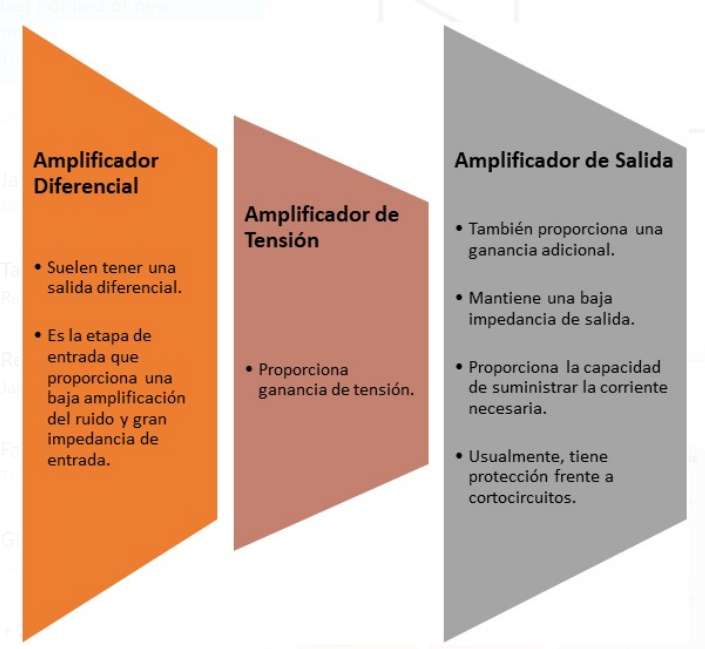 Get notified of new
Amplificador
Diferencial
• Suelen tener una
salida diferencial.
• Es la etapa de
entrada que
proporciona una
baja amplificación
del ruido y gran
impedancia de
entrada.
Amplificador de
Tensión
• Proporciona
ganancia de tensión.
Amplificador de Salida
• También proporciona una
ganancia adicional.
• Mantiene una baja
impedancia de salida.
• Proporciona la capacidad
de suministrar la corriente
necesaria.
• Usualmente, tiene
protección frente a
cortocircuitos.